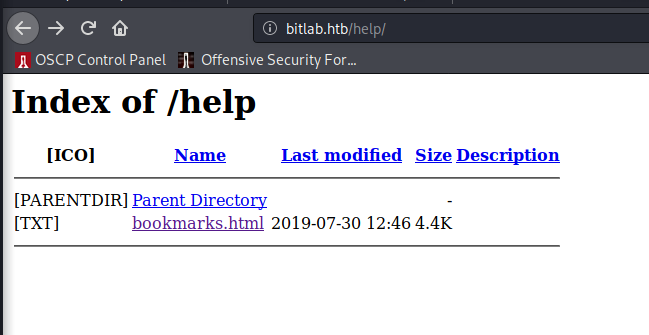 bitlab.htb/help/
OSCP Control Panel Offensive Security For...
Index of /help
[ICO] Name Last modified Size Description
[PARENTDIR] Parent Directory -
[TXT] bookmarks.html 2019-07-30 12:46 4.4K